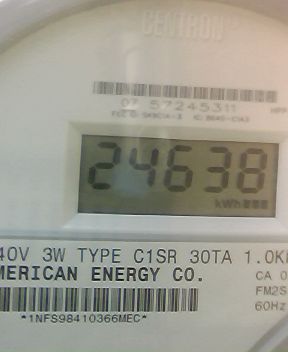 CENTRON
07 57245311
24638
kWh
40V 3W TYPE C1SR 30TA 1.0K
MERICAN ENERGY CO.
CA 0
FM2S
60Hz
*1NFS98410366MEC*